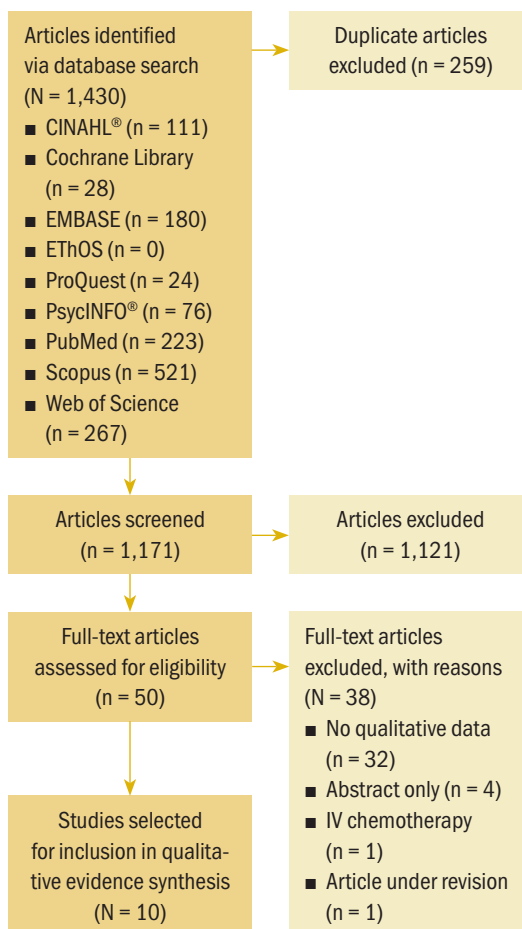 Articles identified
via database search
(N = 1,430)
■ CINAHL® (n = 111)
■ Cochrane Library
(n = 28)
■ EMBASE (n = 180)
■ EThOS (n = 0)
■ ProQuest (n = 24)
■ PsycINFO® (n = 76)
■ PubMed (n = 223)
■ Scopus (n = 521)
■ Web of Science
(n = 267)
Duplicate articles
excluded (n = 259)
Articles screened
(n = 1,171)
Articles excluded
(n = 1,121)
Full-text articles
assessed for eligibility
(n = 50)
Full-text articles
excluded, with reasons
(N = 38)
■ No qualitative data
(n = 32)
■ Abstract only (n = 4)
■ IV chemotherapy
(n = 1)
■ Article under revision
(n = 1)
Studies selected
for inclusion in qualita-
tive evidence synthesis
(N = 10)